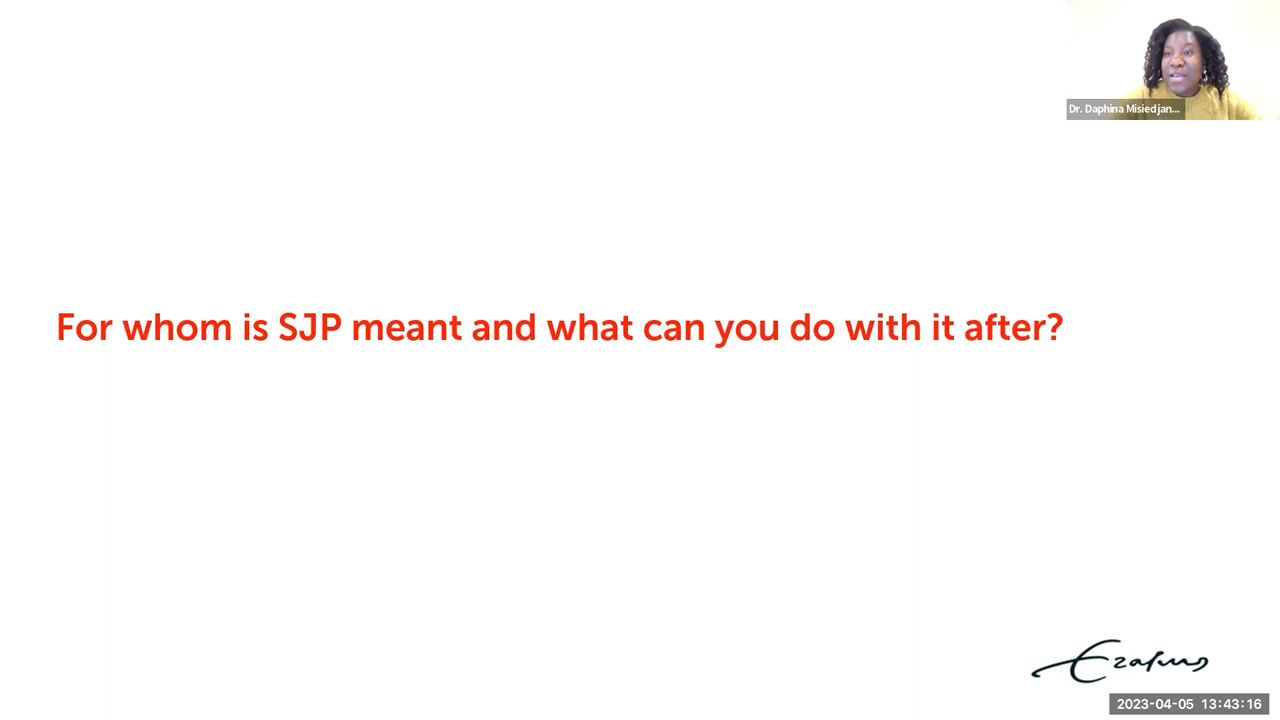 Dr. Daphina Misiedjan...
For whom is SJP meant and what can you do with it after?
Erasmus
2023-04-05 13:43:16